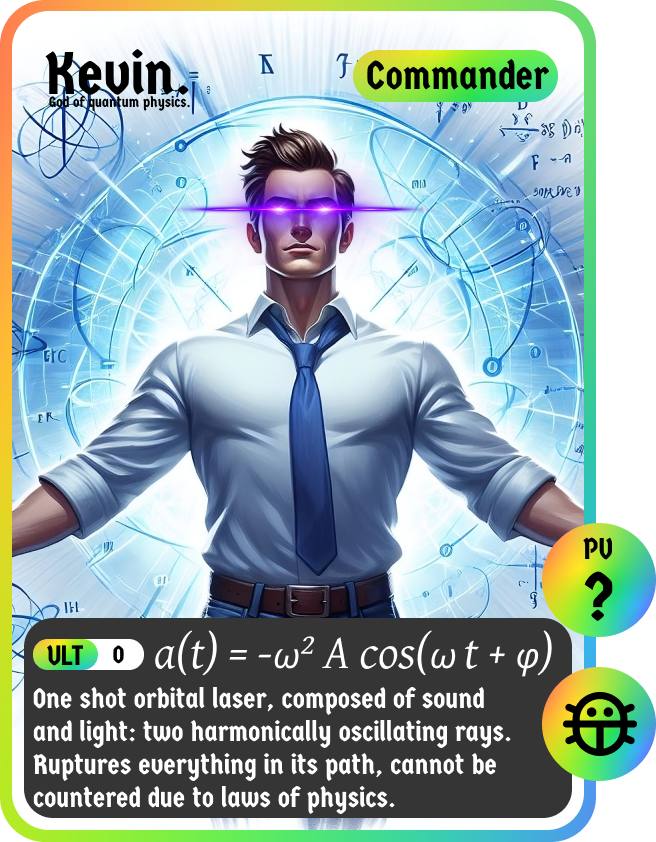 Kevin.
God of quantum physics.
Commander
PV
?
ULT 0 a(t) = -ω² A cos(ω t + φ)
One shot orbital laser, composed of sound
and light: two harmonically oscillating rays.
Ruptures everything in its path, cannot be
countered due to laws of physics.